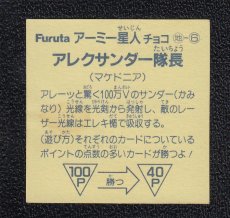 Furuta アーミー星人チョコ 地-6
アレクサンダー隊長
(マケドニア)
アレーッと驚く100万Vのサンダー(かみ
なり)光線を光剣から発射し、敵のレー
ザー光線はエレキ楯で吸収する。
(遊び方)それぞれのカードについている
ポイントの点数の多いカードが勝つよ!
100P 勝つ 40P